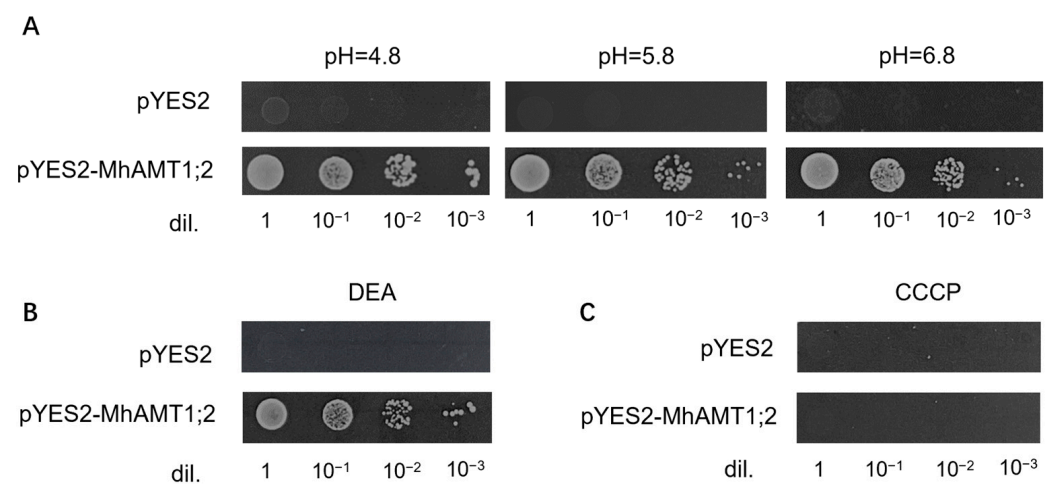 A
pH=4.8 pH=5.8 pH=6.8
pYES2
pYES2-MhAMT1;2
dil. 1 10⁻¹ 10⁻² 10⁻³ 1 10⁻¹ 10⁻² 10⁻³ 1 10⁻¹ 10⁻² 10⁻³
B
DEA
pYES2
pYES2-MhAMT1;2
dil. 1 10⁻¹ 10⁻² 10⁻³
C
CCCP
pYES2
pYES2-MhAMT1;2
dil. 1 10⁻¹ 10⁻² 10⁻³